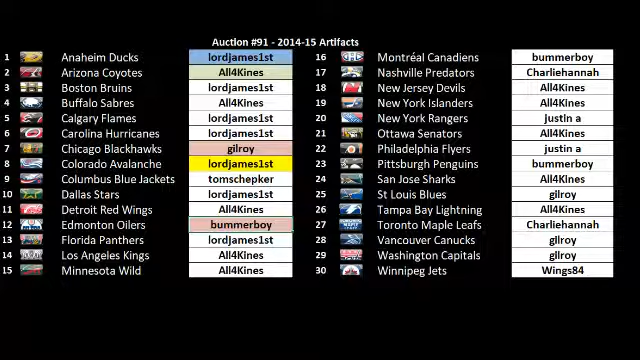 Auction #91 - 2014-15 Artifacts
1 Anaheim Ducks lordjames1st
2 Arizona Coyotes All4Kines
3 Boston Bruins lordjames1st
4 Buffalo Sabres All4Kines
5 Calgary Flames lordjames1st
6 Carolina Hurricanes lordjames1st
7 Chicago Blackhawks gilroy
8 Colorado Avalanche lordjames1st
9 Columbus Blue Jackets tomschepker
10 Dallas Stars lordjames1st
11 Detroit Red Wings All4Kines
12 Edmonton Oilers bummerboy
13 Florida Panthers lordjames1st
14 Los Angeles Kings All4Kines
15 Minnesota Wild All4Kines
16 Montréal Canadiens bummerboy
17 Nashville Predators Charliehannah
18 New Jersey Devils All4Kines
19 New York Islanders All4Kines
20 New York Rangers justin a
21 Ottawa Senators All4Kines
22 Philadelphia Flyers justin a
23 Pittsburgh Penguins bummerboy
24 San Jose Sharks All4Kines
25 St Louis Blues gilroy
26 Tampa Bay Lightning All4Kines
27 Toronto Maple Leafs Charliehannah
28 Vancouver Canucks gilroy
29 Washington Capitals gilroy
30 Winnipeg Jets Wings84